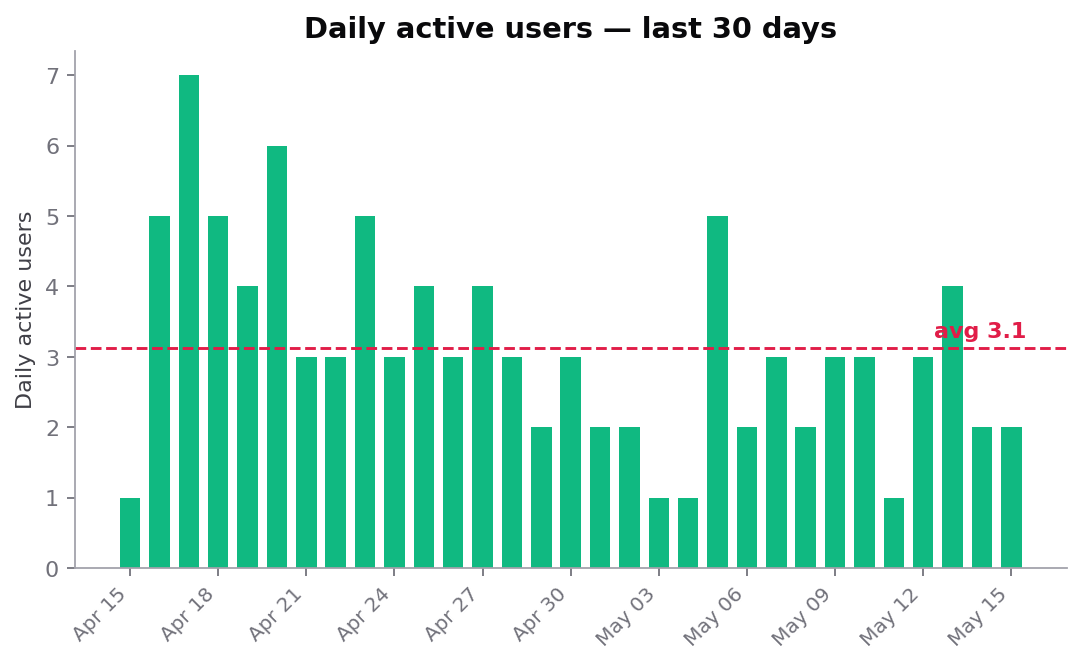 Daily active users — last 30 days
Daily active users
7
6
5
4
3
2
1
0
avg 3.1
Apr 15
Apr 18
Apr 21
Apr 24
Apr 27
Apr 30
May 03
May 06
May 09
May 12
May 15